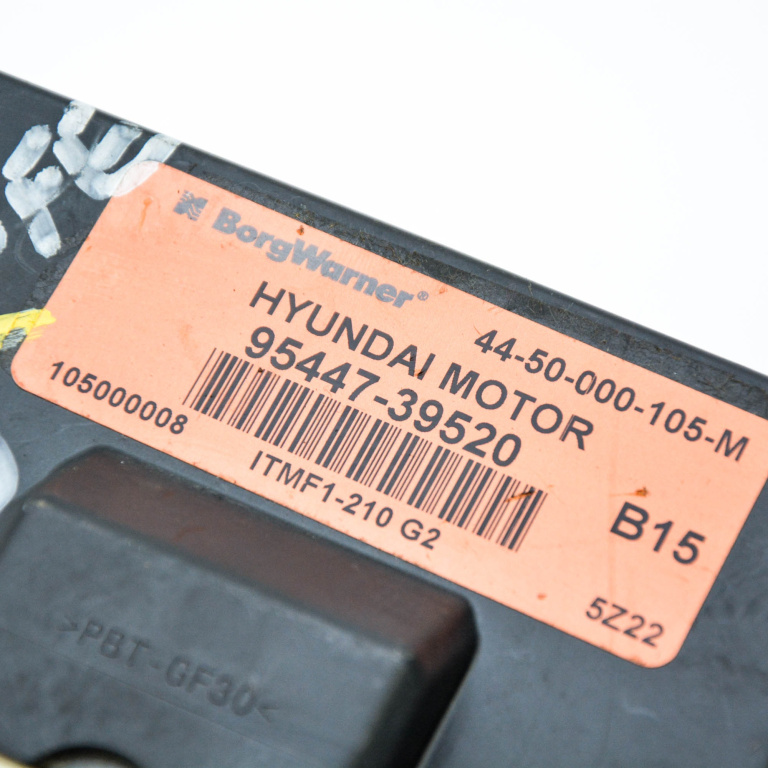 BorgWarner®
44-50-000-105-M
HYUNDAI MOTOR
95447-39520
105000008
ITMF1-210 G2
B15
5Z22
>PBT-GF30<